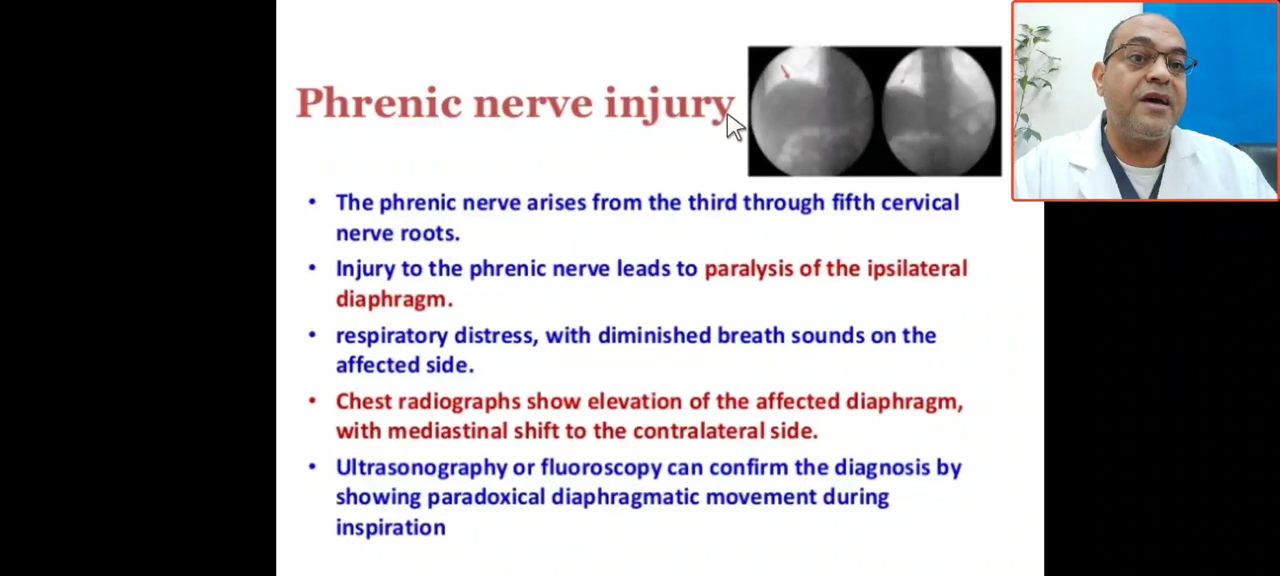 Phrenic nerve injury
• The phrenic nerve arises from the third through fifth cervical
nerve roots.
• Injury to the phrenic nerve leads to paralysis of the ipsilateral
diaphragm.
• respiratory distress, with diminished breath sounds on the
affected side.
• Chest radiographs show elevation of the affected diaphragm,
with mediastinal shift to the contralateral side.
• Ultrasonography or fluoroscopy can confirm the diagnosis by
showing paradoxical diaphragmatic movement during
inspiration